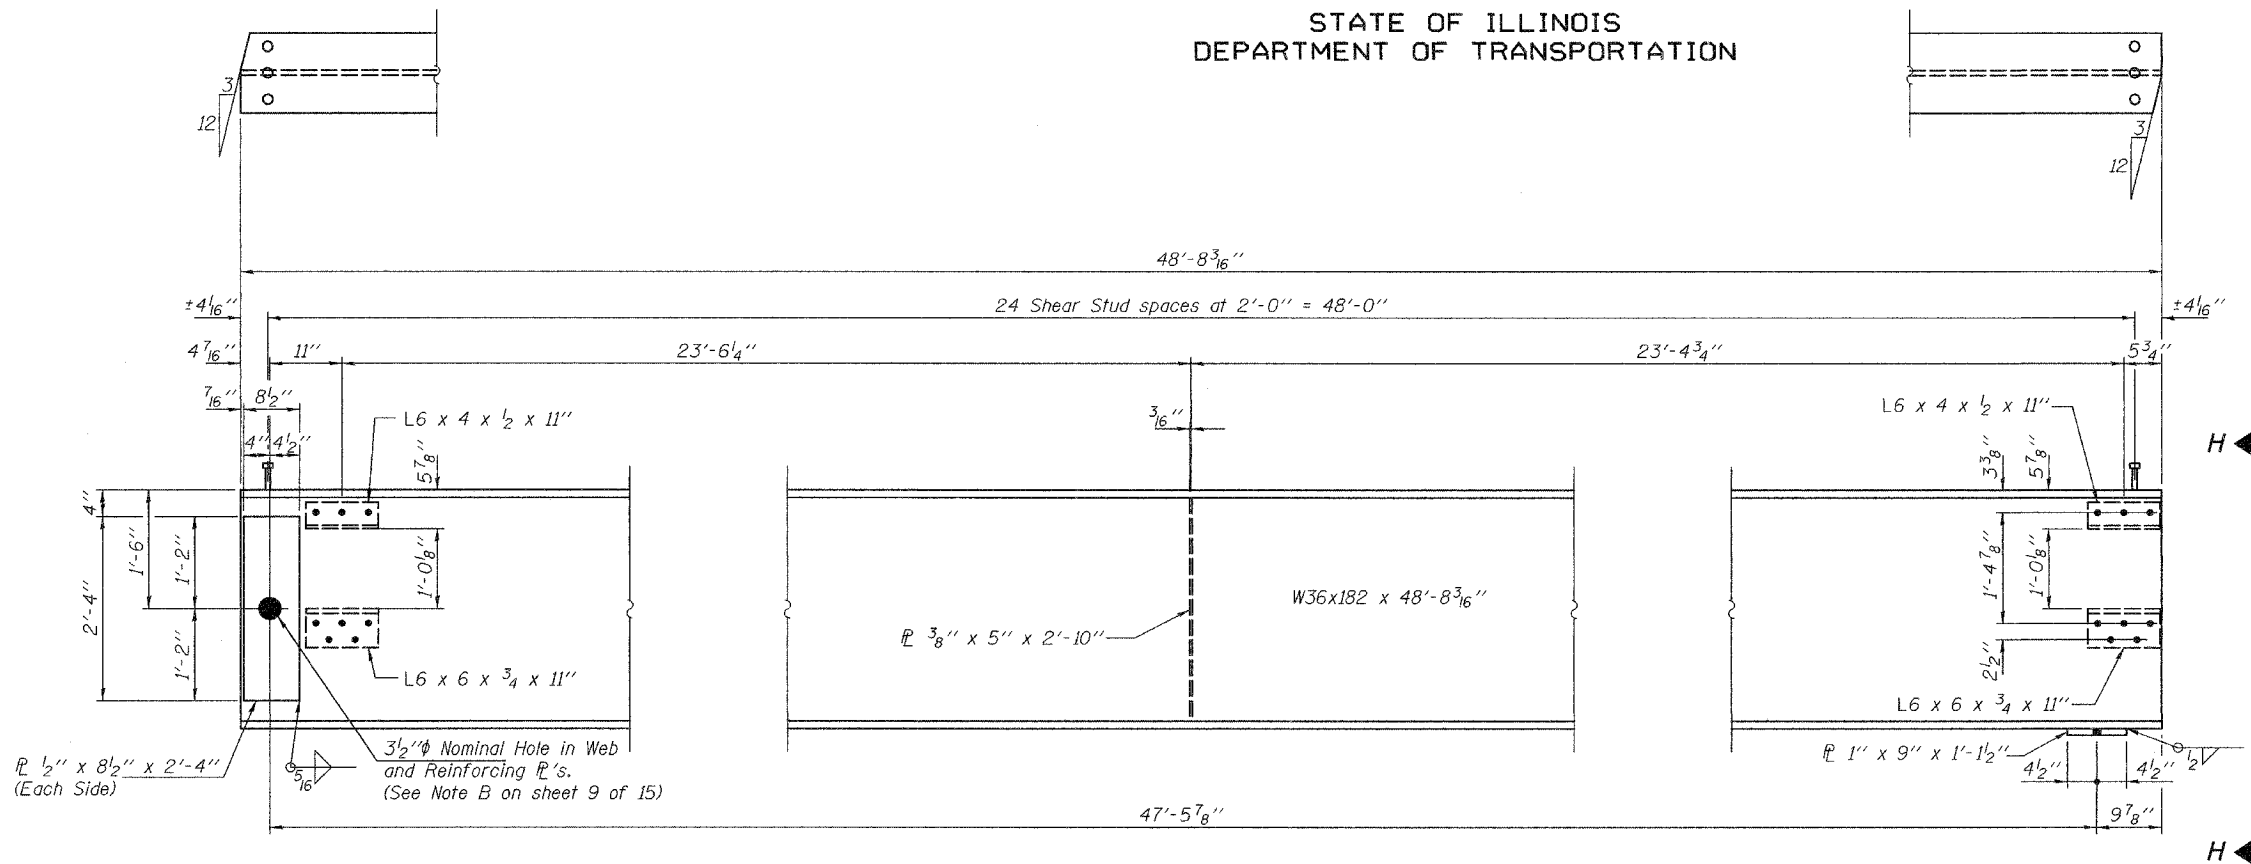 STATE OF ILLINOIS
DEPARTMENT OF TRANSPORTATION
3
12
3
12
48'-8 3/16"
±4 1/16"
24 Shear Stud spaces at 2'-0" = 48'-0"
±4 1/16"
4 7/16"
11"
23'-6 1/4"
23'-4 3/4"
5 3/4"
7/16"
8 1/2"
L6 x 4 x 1/2 x 11"
3/16"
L6 x 4 x 1/2 x 11"
4"
4 1/2"
5 7/8"
3 3/8"
5 7/8"
H
4"
1'-6"
1'-2"
2'-4"
1'-2"
1'-0 1/8"
1'-4 7/8"
1'-0 1/8"
W36x182 x 48'-8 3/16"
℄ 3/8" x 5" x 2'-10"
2 1/2"
L6 x 6 x 3/4 x 11"
L6 x 6 x 3/4 x 11"
3 1/2"φ Nominal Hole in Web
and Reinforcing ℄'s.
(See Note B on sheet 9 of 15)
℄ 1/2" x 8 1/2" x 2'-4"
(Each Side)
5/16
℄ 1" x 9" x 1'-1 1/2"
1/2
4 1/2"
4 1/2"
47'-5 7/8"
9 7/8"
H